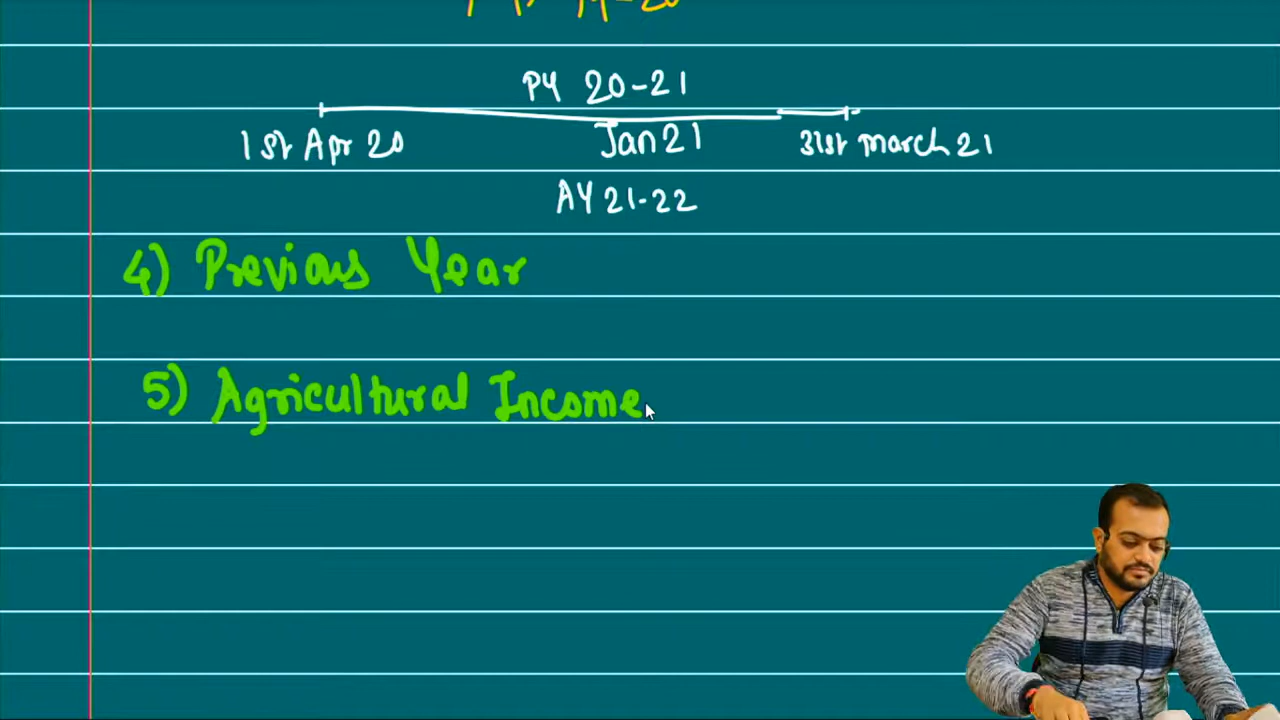 PY 20-21
1st Apr 20 Jan 21 31st march 21
AY 21-22
4) Previous Year
5) Agricultural Income